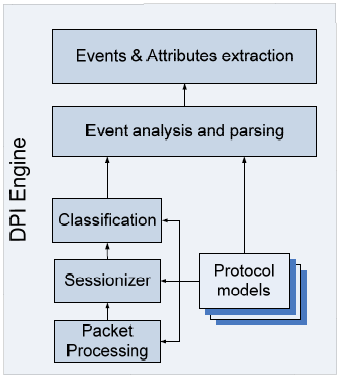 DPI Engine
Events & Attributes extraction
Event analysis and parsing
Classification
Sessionizer
Protocol
models
Packet
Processing